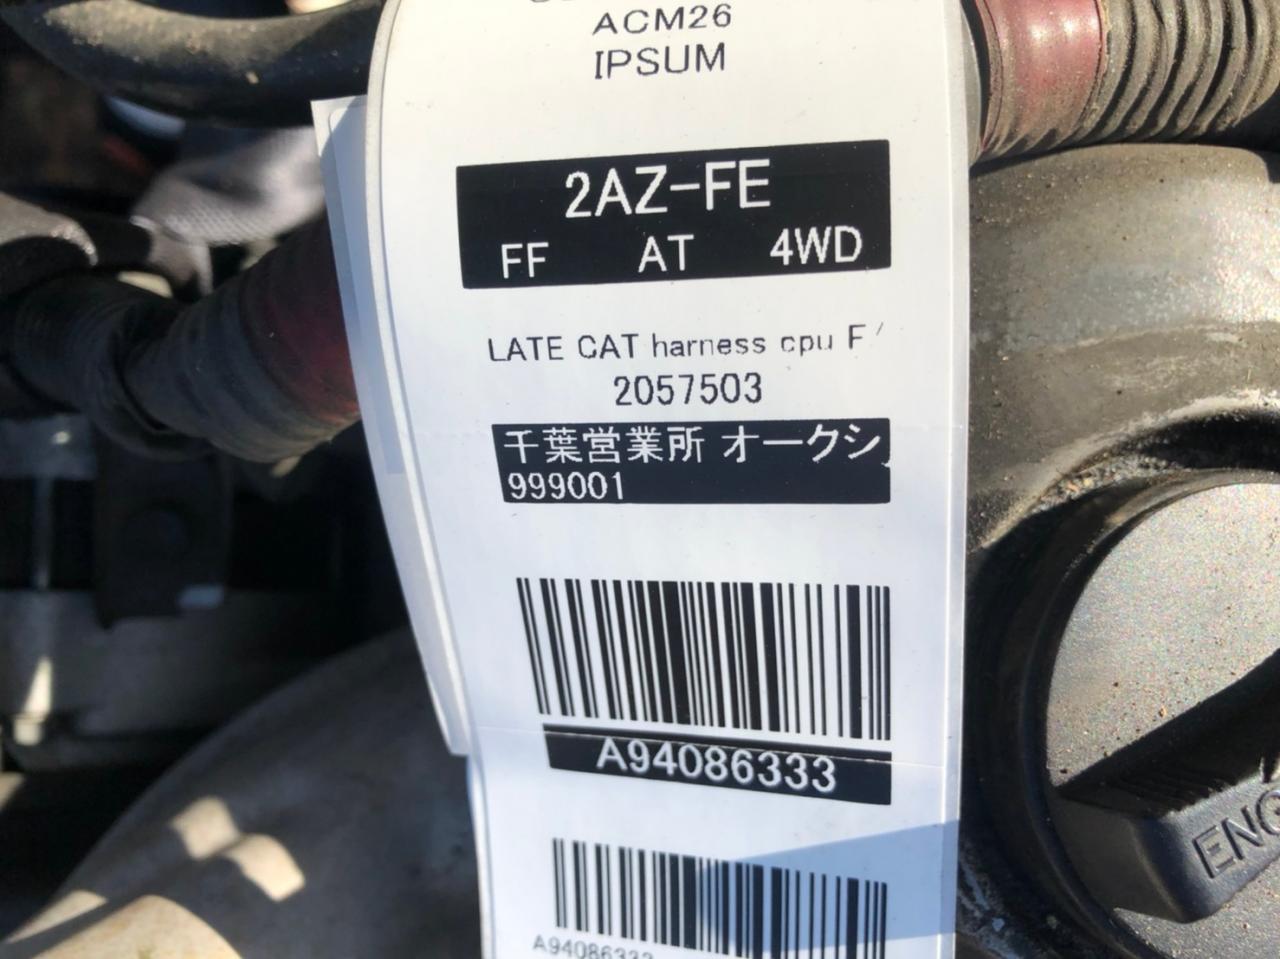 ACM26
IPSUM
2AZ-FE
FF AT 4WD
LATE CAT harness cpu F
2057503
千葉営業所 オークシ
999001
A94086333
A94086333
ENG